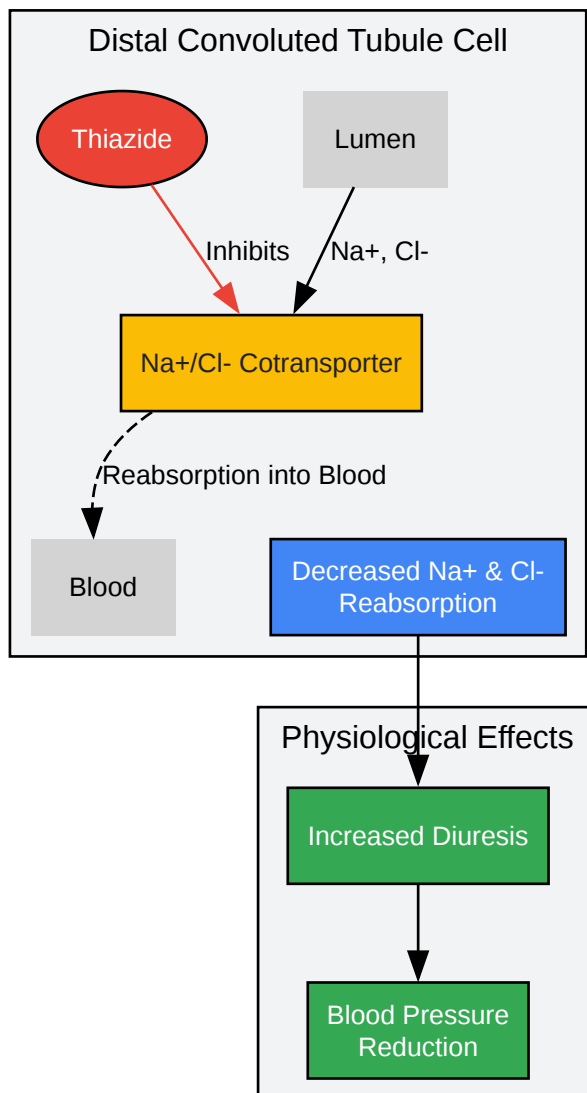 Distal Convoluted Tubule Cell
Thiazide
Lumen
Inhibits
Na+, Cl-
Na+/Cl- Cotransporter
Reabsorption into Blood
Blood
Decreased Na+ & Cl-
Reabsorption
Physiological Effects
Increased Diuresis
Blood Pressure
Reduction